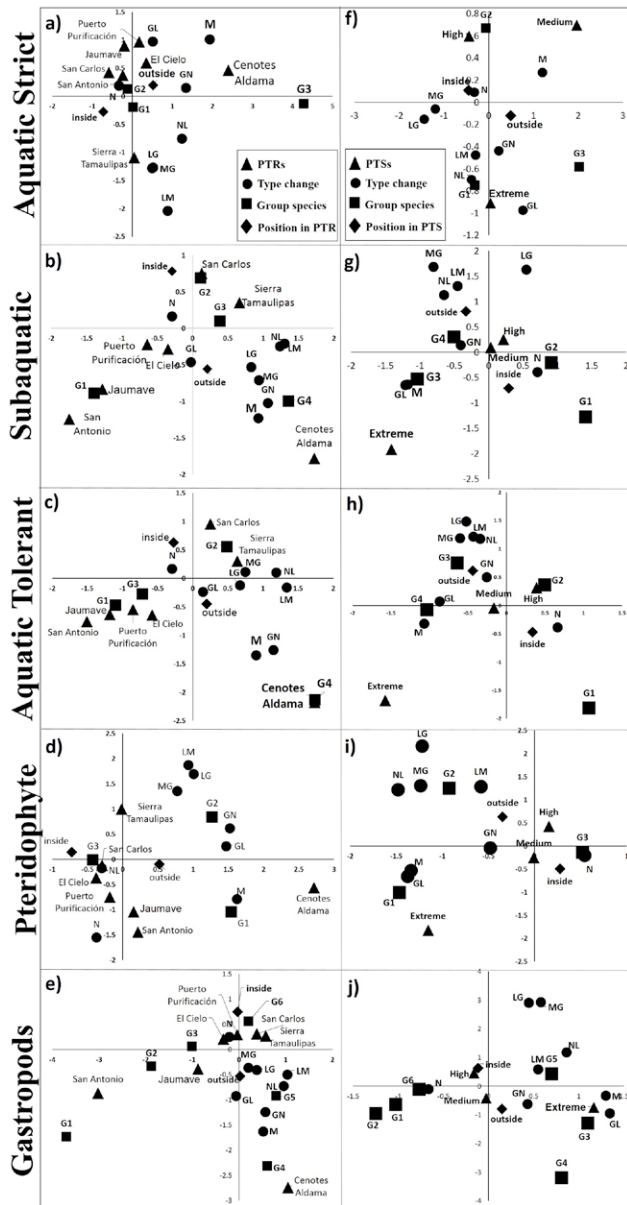 Aquatic Strict
a)
Puerto
Purificación
GL
M
Jaumave
El Cielo
San Carlos
outside
GN
Cenotes
Aldama
San Antonio
G2
G3
N
G1
inside
NL
Sierra
Tamaulipas
LG
MG
LM
PTRs
Type change
Group species
Position in PTR
f)
High
G2
Medium
M
inside
N
MG
LG
outside
LM
GN
G3
NL
G1
Extreme
GL
PTSs
Type change
Group species
Position in PTS
Subaquatic
b)
inside
San Carlos
G2
Sierra
Tamaulipas
N
G3
Puerto
Purificación
El Cielo
NL
LM
GL
LG
outside
MG
G1
Jaumave
GN
G4
San
Antonio
M
Cenotes
Aldama
g)
MG
LM
LG
NL
outside
G4
GN
High
Medium
N
G2
G3
GL
M
inside
G1
Extreme
Aquatic Tolerant
c)
San Carlos
inside
G2
Sierra
Tamaulipas
N
MG
LG
NL
LM
G3
GL
G1
Jaumave
outside
San Antonio
Puerto
Purificación
El Cielo
M
GN
G4
Cenotes
Aldama
h)
LG
LM
MG
NL
G3
outside
GN
G2
High
G4
GL
Medium
M
N
inside
Extreme
G1
Pteridophyte
d)
LM
LG
MG
Sierra
Tamaulipas
G2
GN
GL
inside
G3
San Carlos
NL
outside
El Cielo
Puerto
Purificación
M
Cenotes
Aldama
Jaumave
G1
San Antonio
N
i)
LG
NL
MG
G2
LM
outside
High
GN
Medium
G3
N
M
GL
inside
G1
Extreme
Gastropods
e)
Puerto
Purificación
inside
G6
El Cielo
N
San Carlos
Sierra
Tamaulipas
G3
G2
MG
LM
Jaumave
outside
San Antonio
NL
G5
GL
GN
G1
M
G4
Cenotes
Aldama
j)
LG
MG
NL
inside
High
LM
G5
G6
N
Medium
GN
M
G2
G1
outside
Extreme
GL
G3
G4